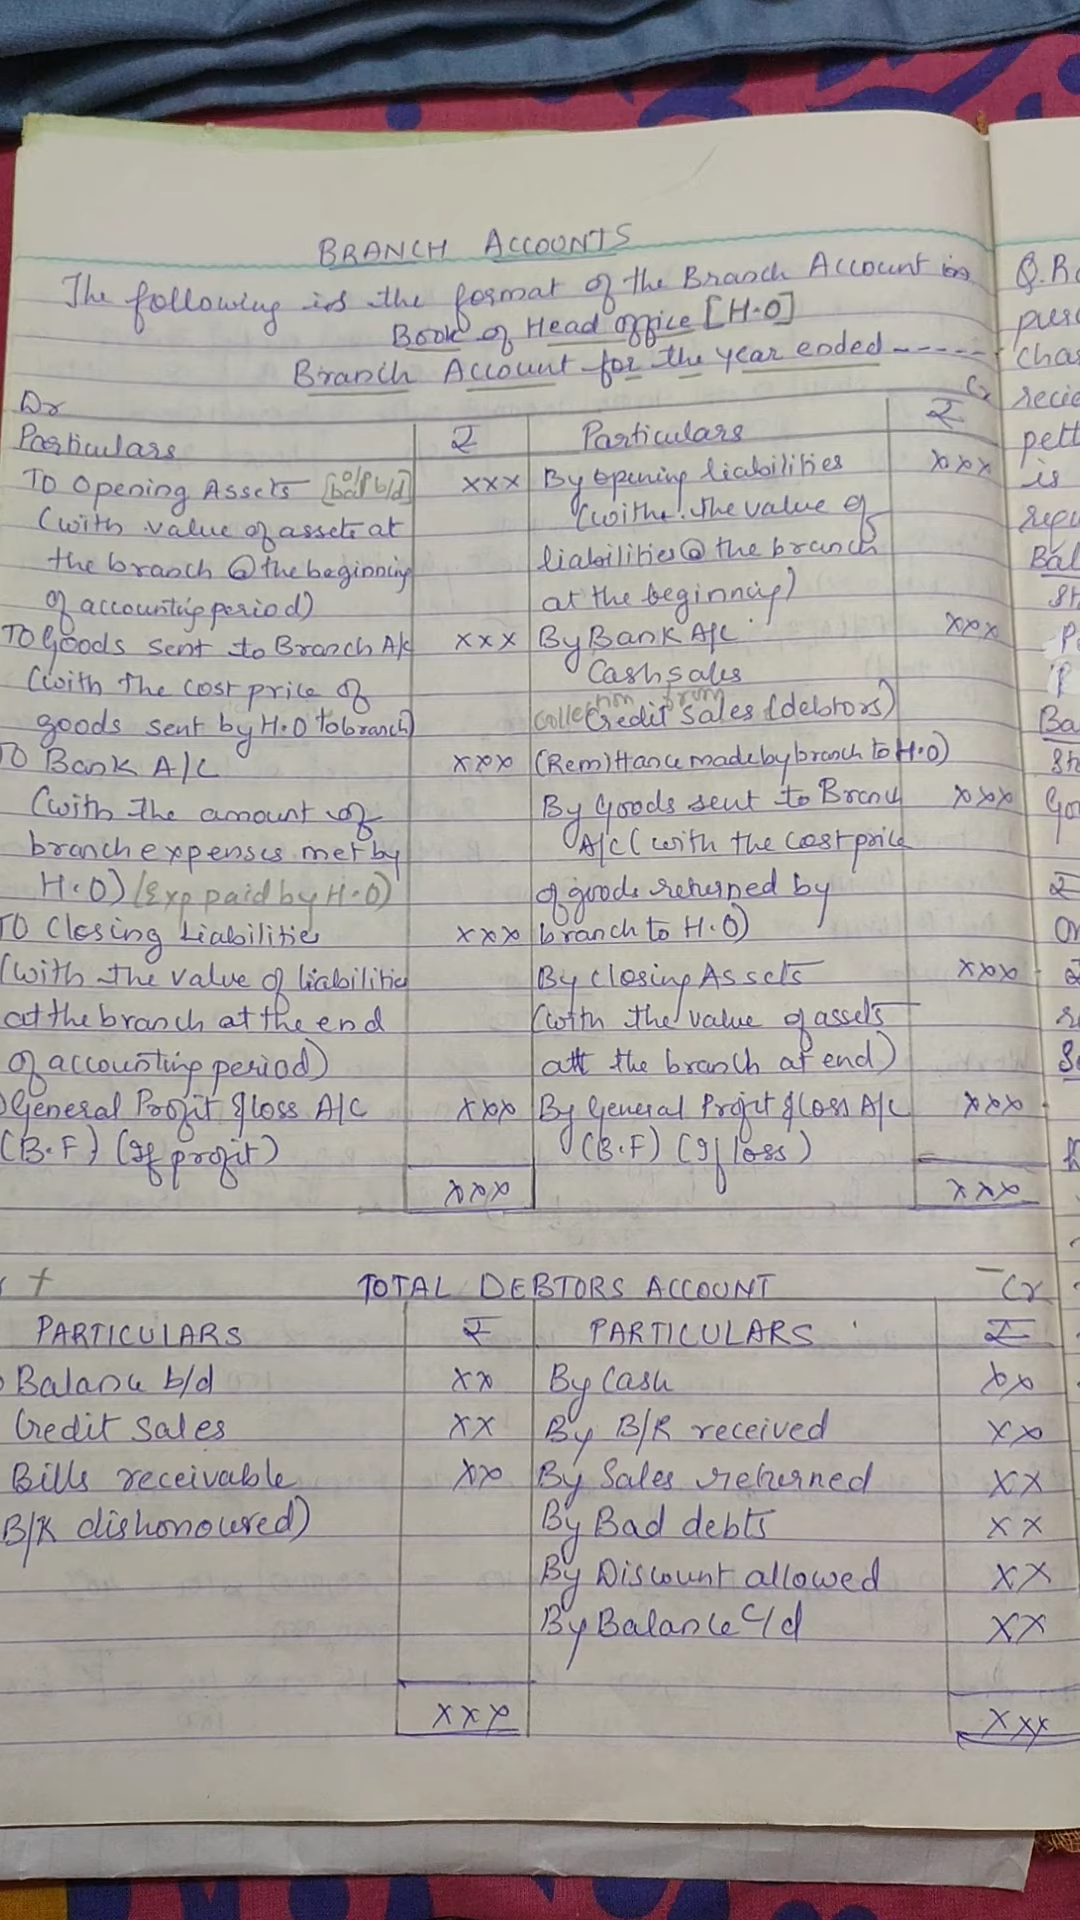 BRANCH ACCOUNTS
The following is the format of the Branch Account in
Book of Head office [H.O]
Branch Account for the year ended ------
Dr
Cr
Particulars ₹ Particulars ₹
To Opening Assets [o/p bal b/d] xxx By opening liabilities xxx
(with value of assets at (with the value of
the branch @ the beginning liabilities @ the branch
of accounting period) at the beginning)
To Goods sent to Branch A/c xxx By Bank A/c xxx
(with the cost price of Cash sales
goods sent by H.O to branch) collection from Credit sales (debtors)
TO Bank A/C xxx (Remittance made by branch to H.O)
(with the amount of By Goods sent to Branch xxx
branch expenses met by A/c (with the cost price
H.O) (Exp paid by H.O) of goods returned by
TO Closing Liabilities xxx branch to H.O)
(with the value of liabilities By Closing Assets xxx
at the branch at the end (with the value of assets
of accounting period) att the branch at end)
General Profit & loss A/C xxx By General Profit & Loss A/C xxx
(B.F) (If profit) (B.F) (If loss)
xxx xxx
+ TOTAL DEBTORS ACCOUNT - Cr
PARTICULARS ₹ PARTICULARS ₹
Balance b/d xx By Cash xx
Credit sales xx By B/R received xx
Bills receivable xx By Sales returned xx
B/R dishonoured) By Bad debts xx
By Discount allowed xx
By Balance c/d xx
xxx xxx
Q.
is